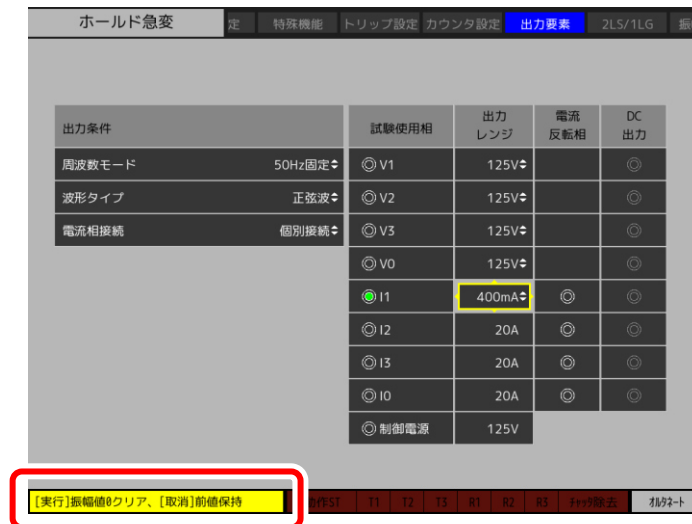 ホールド急変 定 特殊機能 トリップ設定 カウンタ設定 出力要素 2LS/1LG 振
出力条件 試験使用相 出力レンジ 電流反転相 DC出力
周波数モード 50Hz固定 V1 125V
波形タイプ 正弦波 V2 125V
電流相接続 個別接続 V3 125V
V0 125V
I1 400mA
I2 20A
I3 20A
I0 20A
制御電源 125V
[実行]振幅値0クリア、[取消]前値保持 作ST T1 T2 T3 R1 R2 R3 ﾁｬｯﾀ除去 ｵﾙﾀﾈｰﾄ